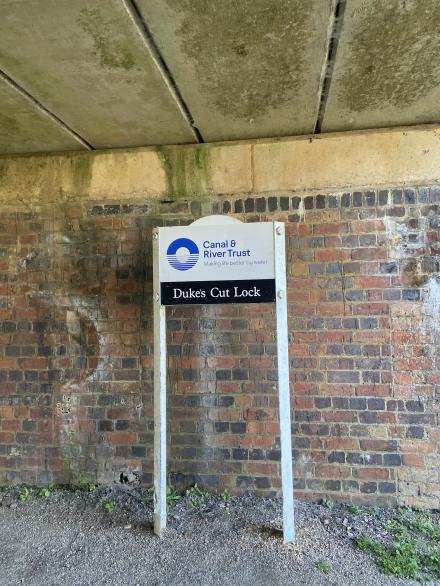 Canal &
River Trust
Making life better by water
Duke's Cut Lock